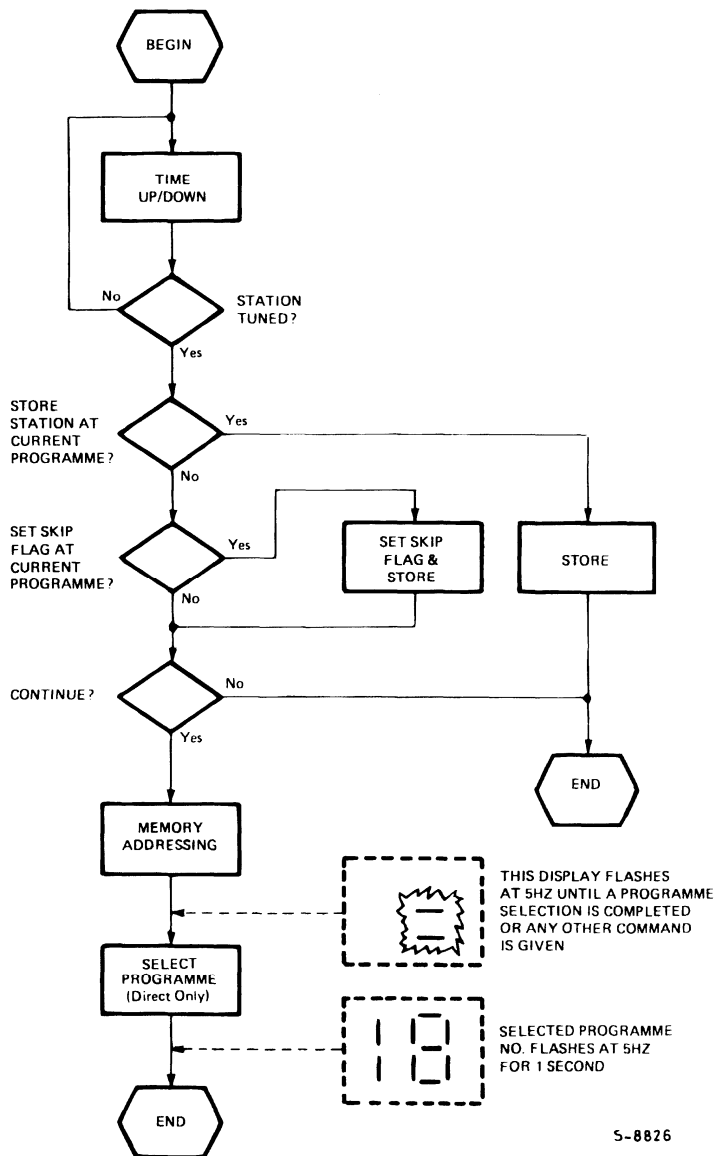 BEGIN
TIME
UP/DOWN
No
STATION
TUNED?
Yes
STORE
STATION AT
CURRENT
PROGRAMME?
Yes
No
SET SKIP
FLAG AT
CURRENT
PROGRAMME?
Yes
No
SET SKIP
FLAG &
STORE
STORE
CONTINUE?
No
Yes
END
MEMORY
ADDRESSING
THIS DISPLAY FLASHES
AT 5HZ UNTIL A PROGRAMME
SELECTION IS COMPLETED
OR ANY OTHER COMMAND
IS GIVEN
SELECT
PROGRAMME
(Direct Only)
18
SELECTED PROGRAMME
NO. FLASHES AT 5HZ
FOR 1 SECOND
END
S-8826